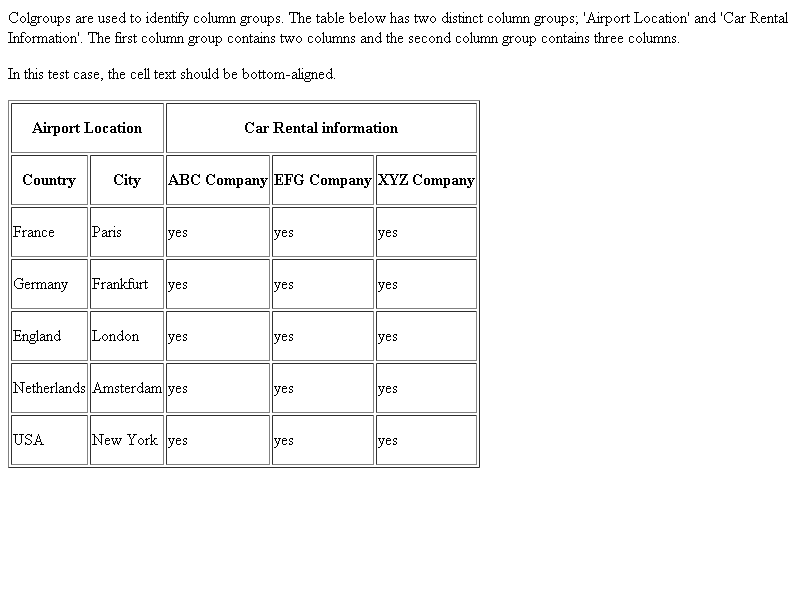 Colgroups are used to identify column groups. The table below has two distinct column groups; 'Airport Location' and 'Car Rental
Information'. The first column group contains two columns and the second column group contains three columns.
In this test case, the cell text should be bottom-aligned.
Airport Location Car Rental information
Country City ABC Company EFG Company XYZ Company
France Paris yes yes yes
Germany Frankfurt yes yes yes
England London yes yes yes
Netherlands Amsterdam yes yes yes
USA New York yes yes yes